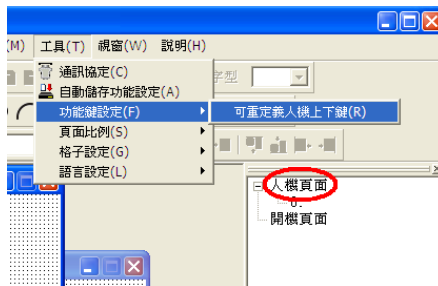 (M) 工具(T) 視窗(W) 說明(H)
通訊協定(C)
字型
自動儲存功能設定(A)
功能鍵設定(F)
可重定義人機上下鍵(R)
頁面比例(S)
格子設定(G)
語言設定(L)
人機頁面
0.
開機頁面